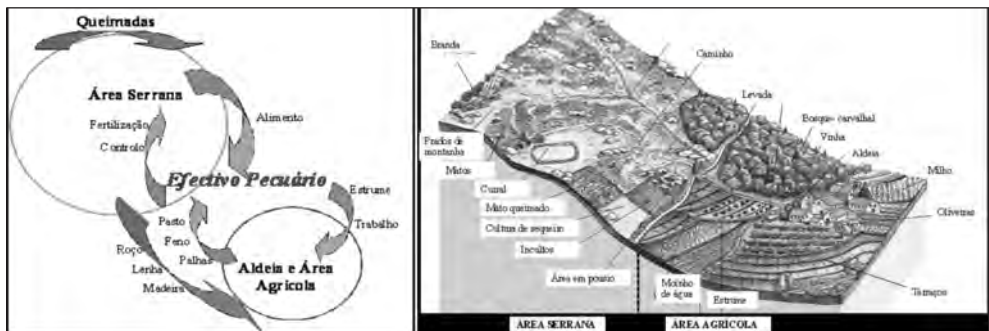 Queimadas
Área Serrana
Fertilização
Controlo
Alimento
Efectivo Pecuário
Estrume
Trabalho
Pasto
Feno
Palhas
Roço
Lenha
Madeira
Aldeia e Área
Agrícola
Branda
Caminho
Levada
Bosque- carvalhal
Vinha
Aldeia
Milho
Oliveiras
Terraços
Prados de
montanha
Matos
Curral
Mato queimado
Cultura de sequeiro
Incultos
Área em pousio
Moínho
de água
Estrume
ÁREA SERRANA
ÁREA AGRÍCOLA